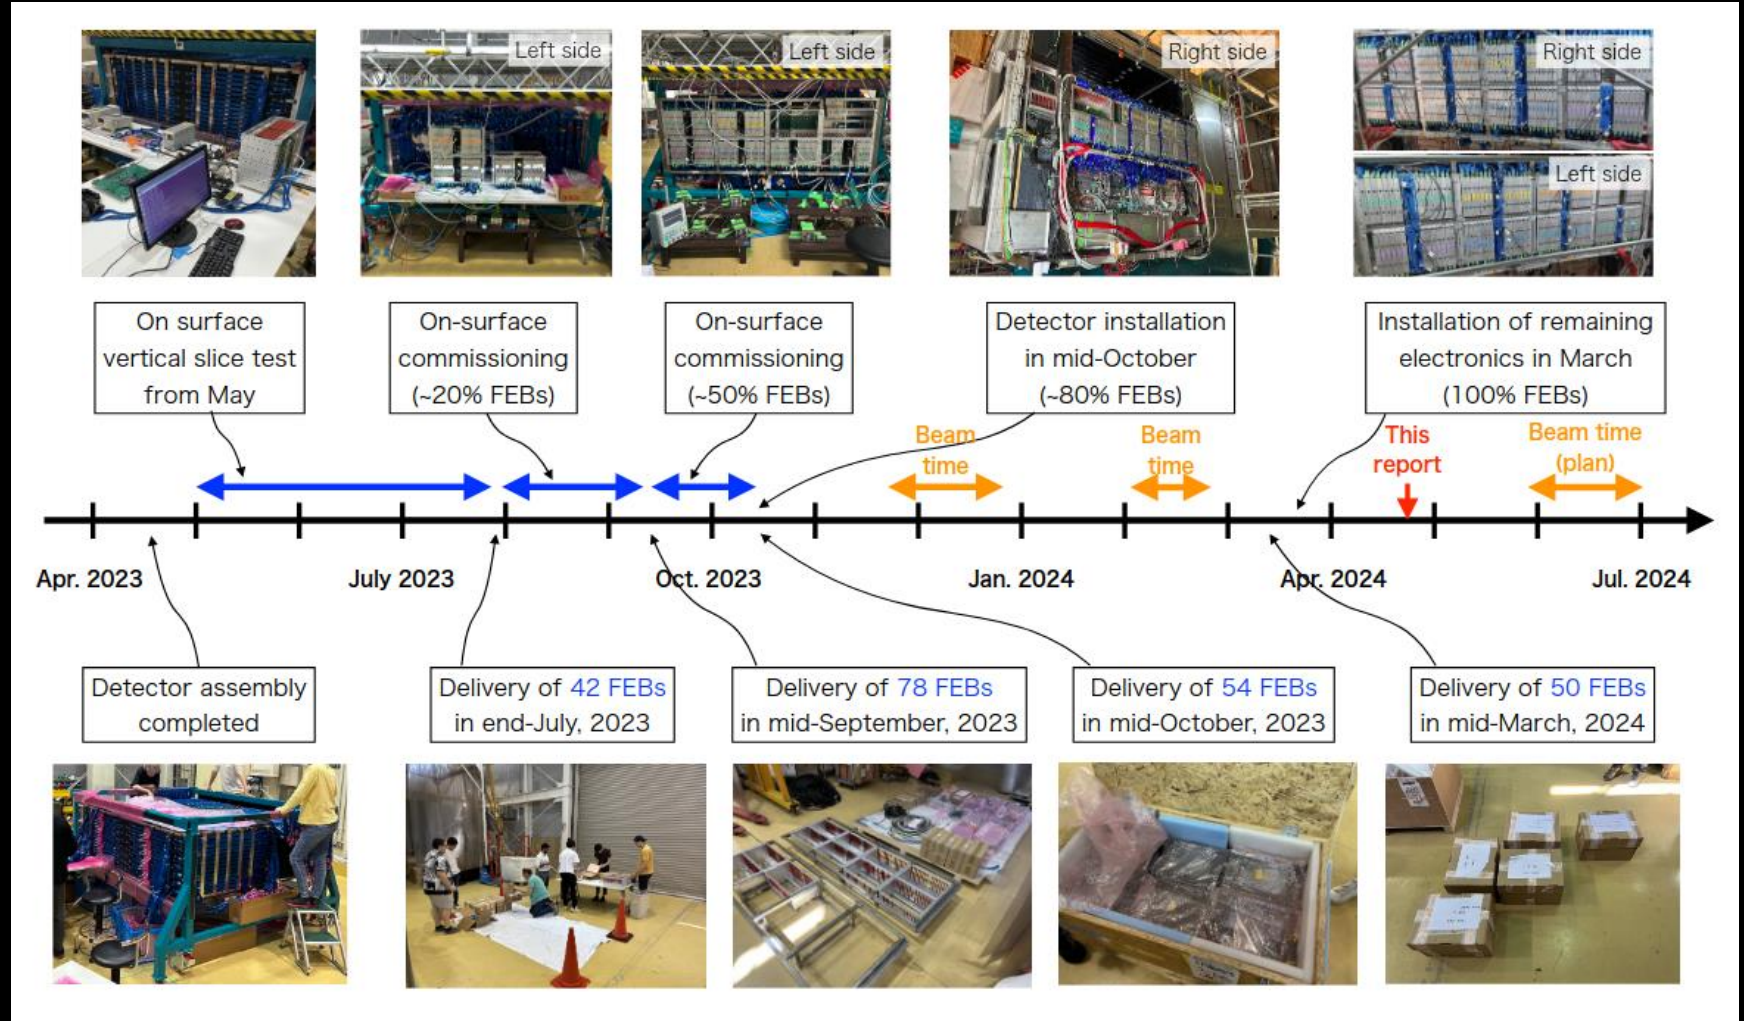 Left side
Left side
Right side
Right side
Left side
On surface
vertical slice test
from May
On-surface
commissioning
(~20% FEBs)
On-surface
commissioning
(~50% FEBs)
Detector installation
in mid-October
(~80% FEBs)
Installation of remaining
electronics in March
(100% FEBs)
Beam
time
Beam
time
This
report
Beam time
(plan)
Apr. 2023
July 2023
Oct. 2023
Jan. 2024
Apr. 2024
Jul. 2024
Detector assembly
completed
Delivery of 42 FEBs
in end-July, 2023
Delivery of 78 FEBs
in mid-September, 2023
Delivery of 54 FEBs
in mid-October, 2023
Delivery of 50 FEBs
in mid-March, 2024